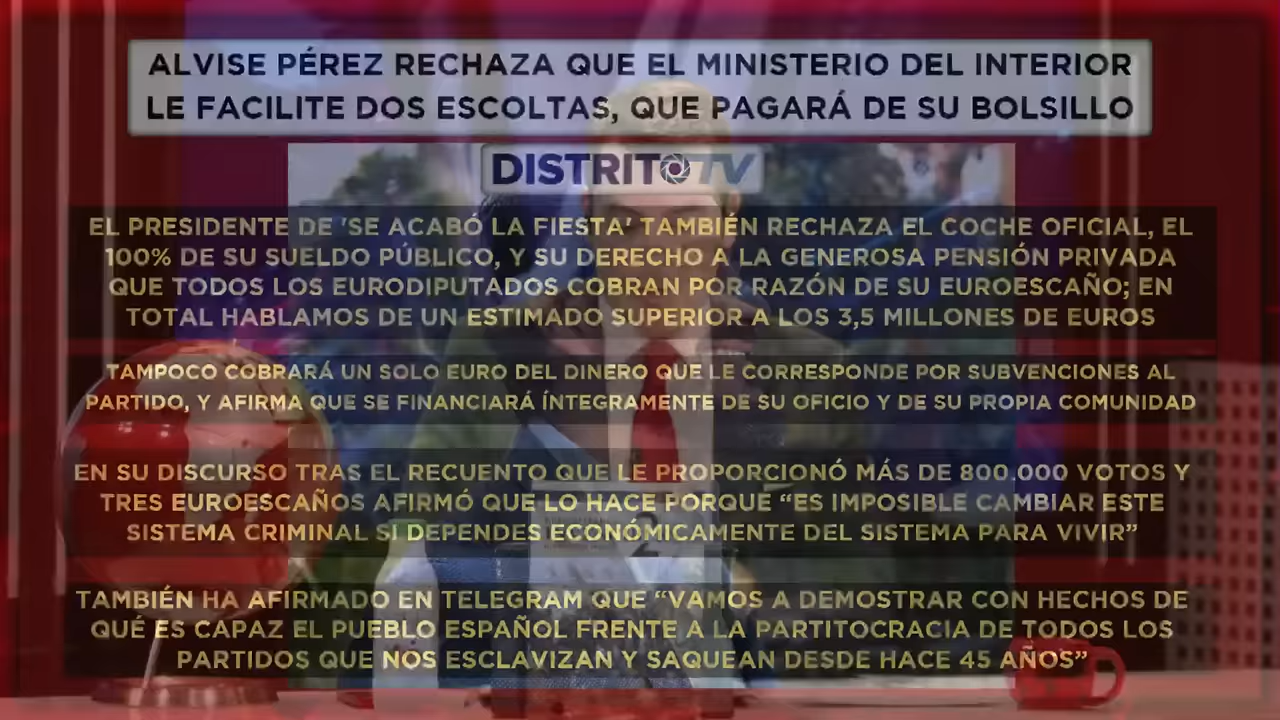 ALVISE PÉREZ RECHAZA QUE EL MINISTERIO DEL INTERIOR
LE FACILITE DOS ESCOLTAS, QUE PAGARÁ DE SU BOLSILLO
DISTRITO TV
EL PRESIDENTE DE 'SE ACABÓ LA FIESTA' TAMBIÉN RECHAZA EL COCHE OFICIAL, EL
100% DE SU SUELDO PÚBLICO, Y SU DERECHO A LA GENEROSA PENSIÓN PRIVADA
QUE TODOS LOS EURODIPUTADOS COBRAN POR RAZÓN DE SU EUROESCAÑO; EN
TOTAL HABLAMOS DE UN ESTIMADO SUPERIOR A LOS 3,5 MILLONES DE EUROS
TAMPOCO COBRARÁ UN SOLO EURO DEL DINERO QUE LE CORRESPONDE POR SUBVENCIONES AL
PARTIDO, Y AFIRMA QUE SE FINANCIARÁ ÍNTEGRAMENTE DE SU OFICIO Y DE SU PROPIA COMUNIDAD
EN SU DISCURSO TRAS EL RECUENTO QUE LE PROPORCIONÓ MÁS DE 800.000 VOTOS Y
TRES EUROESCAÑOS AFIRMÓ QUE LO HACE PORQUE “ES IMPOSIBLE CAMBIAR ESTE
SISTEMA CRIMINAL SI DEPENDES ECONÓMICAMENTE DEL SISTEMA PARA VIVIR”
TAMBIÉN HA AFIRMADO EN TELEGRAM QUE “VAMOS A DEMOSTRAR CON HECHOS DE
QUÉ ES CAPAZ EL PUEBLO ESPAÑOL FRENTE A LA PARTITOCRACIA DE TODOS LOS
PARTIDOS QUE NOS ESCLAVIZAN Y SAQUEAN DESDE HACE 45 AÑOS”